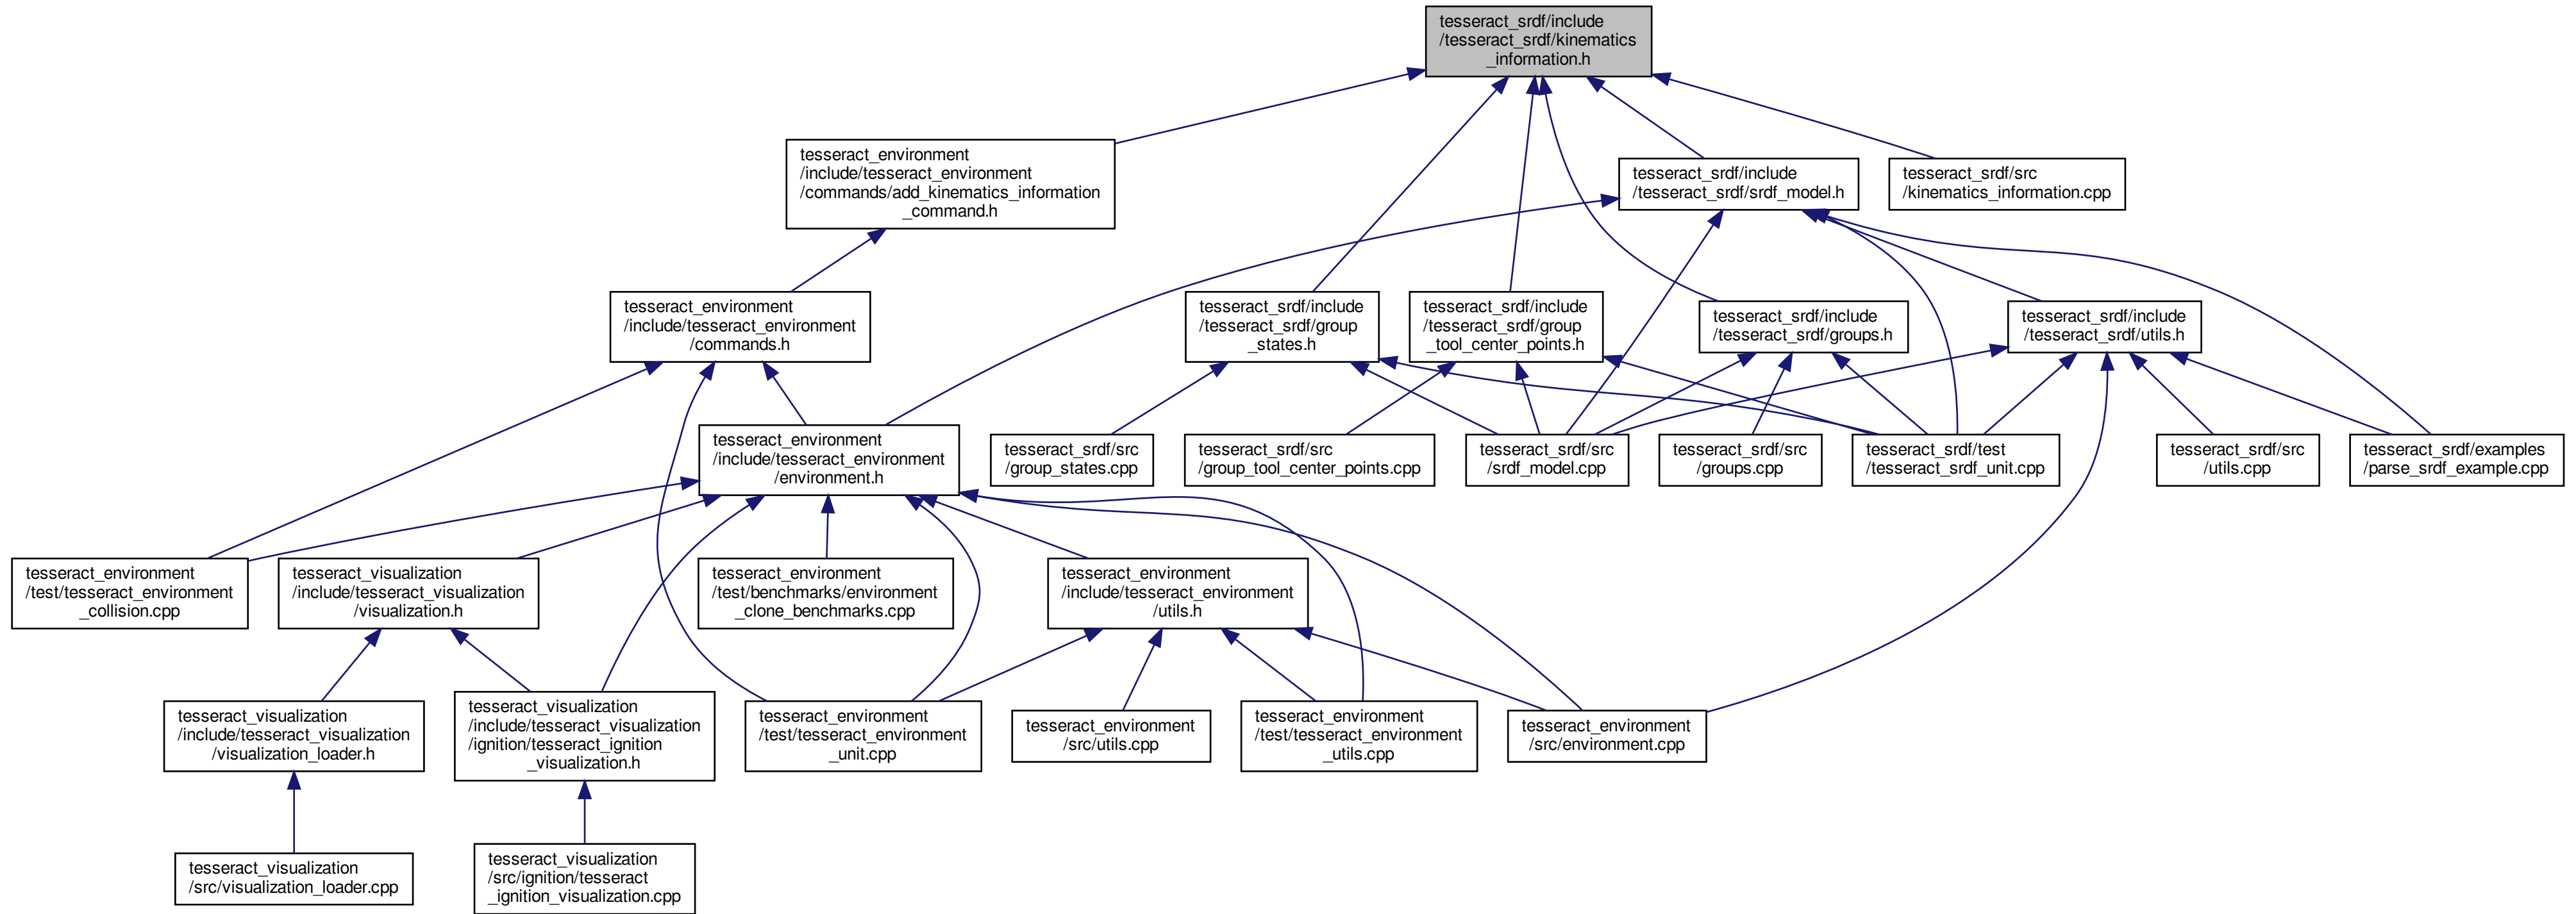 tesseract_srdf/include
/tesseract_srdf/kinematics
_information.h
tesseract_environment
/include/tesseract_environment
/commands/add_kinematics_information
_command.h
tesseract_srdf/include
/tesseract_srdf/srdf_model.h
tesseract_srdf/src
/kinematics_information.cpp
tesseract_environment
/include/tesseract_environment
/commands.h
tesseract_srdf/include
/tesseract_srdf/group
_states.h
tesseract_srdf/include
/tesseract_srdf/group
_tool_center_points.h
tesseract_srdf/include
/tesseract_srdf/groups.h
tesseract_srdf/include
/tesseract_srdf/utils.h
tesseract_environment
/include/tesseract_environment
/environment.h
tesseract_srdf/src
/group_states.cpp
tesseract_srdf/src
/group_tool_center_points.cpp
tesseract_srdf/src
/srdf_model.cpp
tesseract_srdf/src
/groups.cpp
tesseract_srdf/test
/tesseract_srdf_unit.cpp
tesseract_srdf/src
/utils.cpp
tesseract_srdf/examples
/parse_srdf_example.cpp
tesseract_environment
/test/tesseract_environment
_collision.cpp
tesseract_visualization
/include/tesseract_visualization
/visualization.h
tesseract_environment
/test/benchmarks/environment
_clone_benchmarks.cpp
tesseract_environment
/include/tesseract_environment
/utils.h
tesseract_visualization
/include/tesseract_visualization
/visualization_loader.h
tesseract_visualization
/include/tesseract_visualization
/ignition/tesseract_ignition
_visualization.h
tesseract_environment
/test/tesseract_environment
_unit.cpp
tesseract_environment
/src/utils.cpp
tesseract_environment
/test/tesseract_environment
_utils.cpp
tesseract_environment
/src/environment.cpp
tesseract_visualization
/src/visualization_loader.cpp
tesseract_visualization
/src/ignition/tesseract
_ignition_visualization.cpp